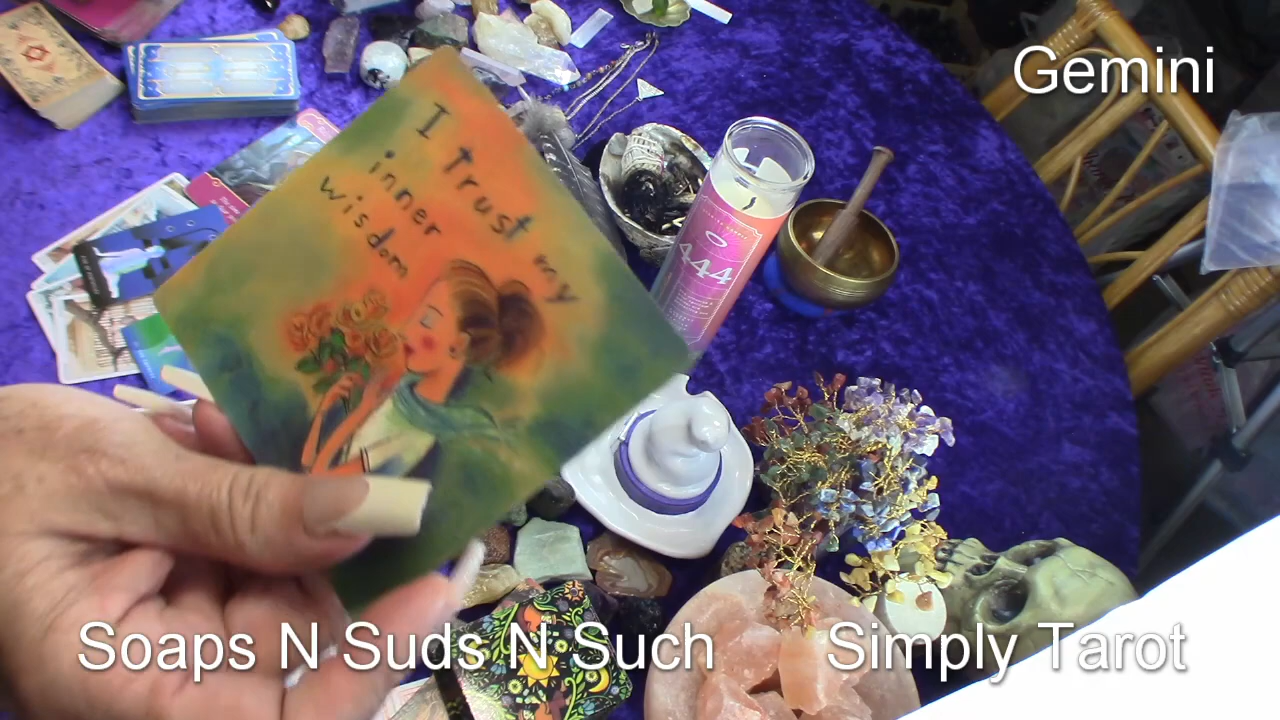 Gemini
I trust my
inner
wisdom
444
Soaps N Suds N Such
Simply Tarot